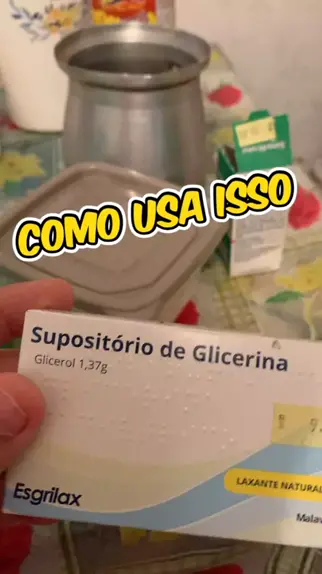 COMO USA ISSO
Supositório de Glicerina
Glicerol 1,37g
LAXANTE NATURAL
Esgrilax